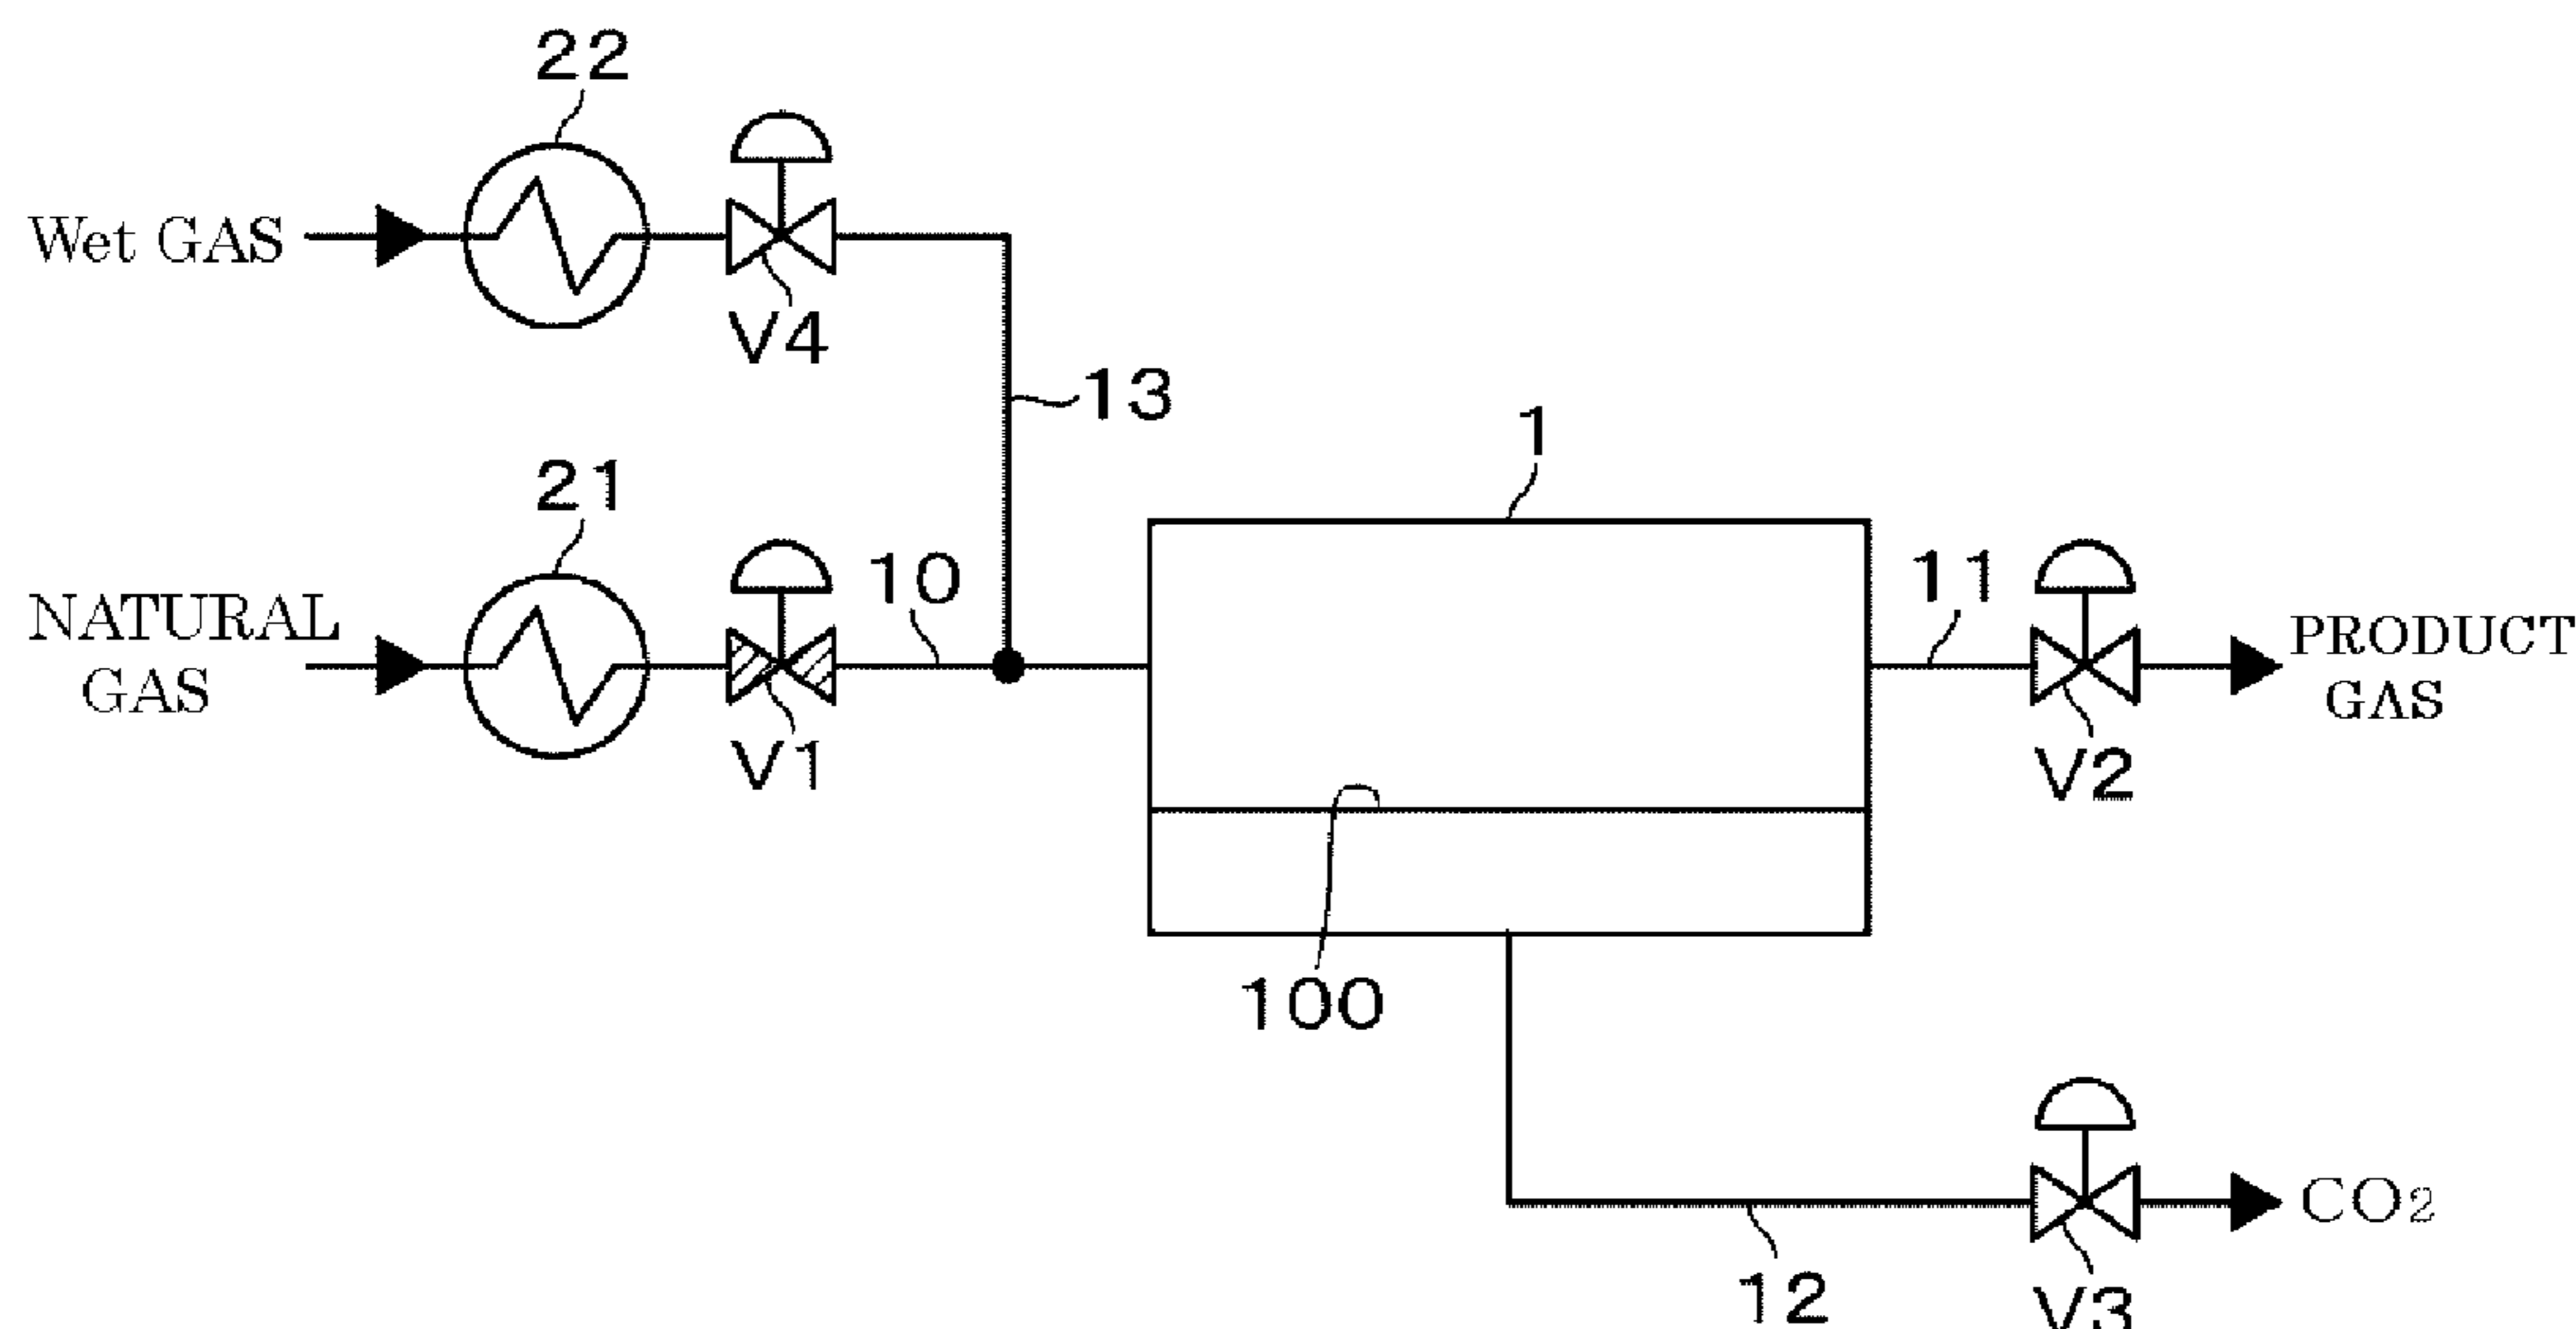 22
Wet GAS
V4
13
1
21
NATURAL
GAS
10
V1
11
PRODUCT
GAS
V2
100
CO2
12
V3